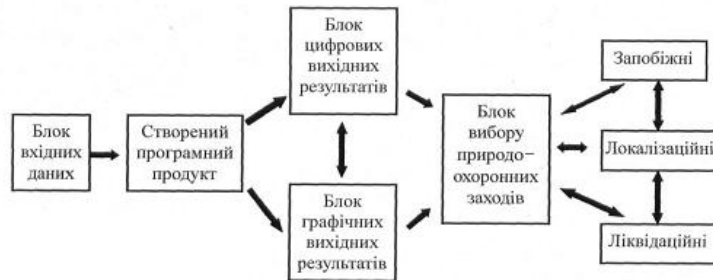 Блок
вхідних
даних
Створений
програмний
продукт
Блок
цифрових
вихідних
результатів
Блок
графічних
вихідних
результатів
Блок
вибору
природо-
охоронних
заходів
Запобіжні
Локалізаційні
Ліквідаційні